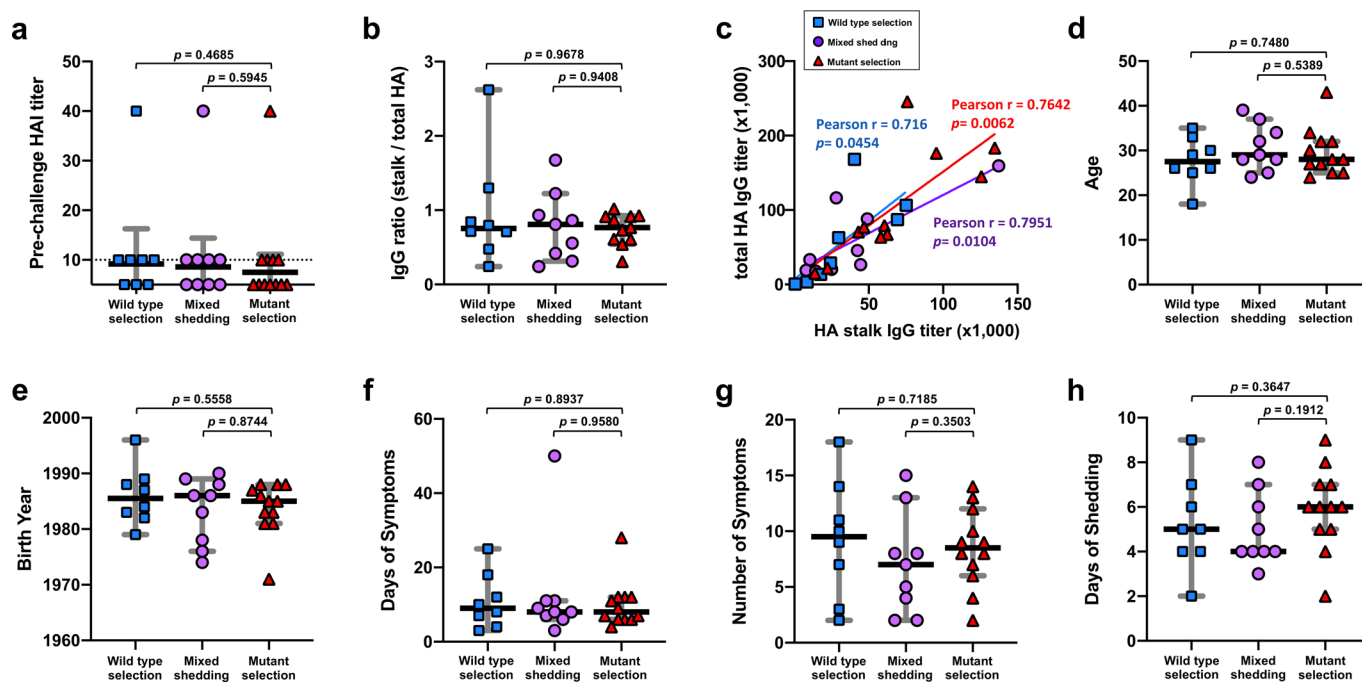 a
Pre-challenge HAI titer
p = 0.4685
p = 0.5945
50
40
30
20
10
Wild type
selection
Mixed
shedding
Mutant
selection
b
IgG ratio (stalk / total HA)
p = 0.9678
p = 0.9408
3
2
1
0
Wild type
selection
Mixed
shedding
Mutant
selection
c
Wild type selection
Mixed shed dng
Mutant selection
total HA IgG titer (x1,000)
300
200
100
0
Pearson r = 0.7642
p= 0.0062
Pearson r = 0.716
p= 0.0454
Pearson r = 0.7951
p= 0.0104
50
100
150
HA stalk IgG titer (x1,000)
d
Age
p = 0.7480
p = 0.5389
50
40
30
20
10
0
Wild type
selection
Mixed
shedding
Mutant
selection
e
Birth Year
p = 0.5558
p = 0.8744
2000
1990
1980
1970
1960
Wild type
selection
Mixed
shedding
Mutant
selection
f
Days of Symptoms
p = 0.8937
p = 0.9580
60
40
20
0
Wild type
selection
Mixed
shedding
Mutant
selection
g
Number of Symptoms
p = 0.7185
p = 0.3503
20
15
10
5
0
Wild type
selection
Mixed
shedding
Mutant
selection
h
Days of Shedding
p = 0.3647
p = 0.1912
10
8
6
4
2
0
Wild type
selection
Mixed
shedding
Mutant
selection